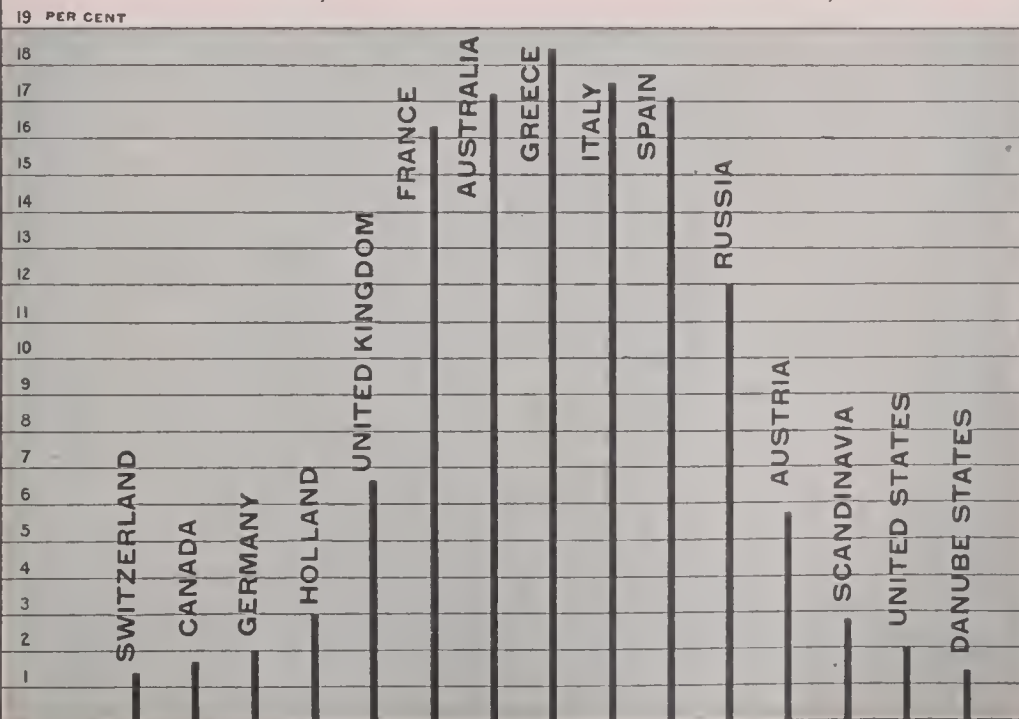 19 PER CENT
18
17
16
15
14
13
12
11
10
9
8
7
6
5
4
3
2
1
SWITZERLAND
CANADA
GERMANY
HOLLAND
UNITED KINGDOM
FRANCE
AUSTRALIA
GREECE
ITALY
SPAIN
RUSSIA
AUSTRIA
SCANDINAVIA
UNITED STATES
DANUBE STATES